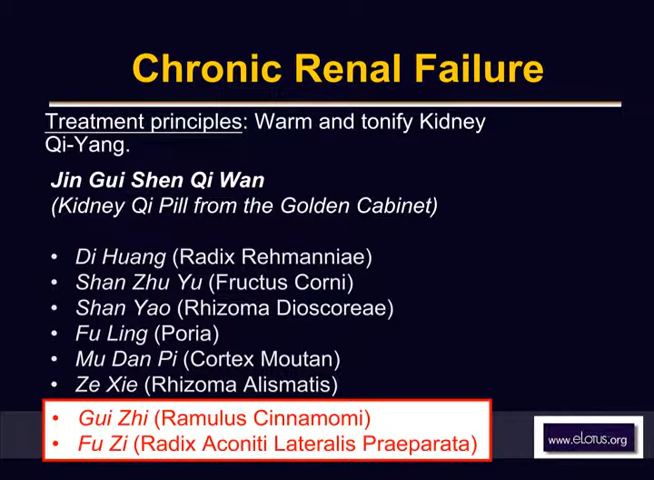 Chronic Renal Failure
Treatment principles: Warm and tonify Kidney
Qi-Yang.
Jin Gui Shen Qi Wan
(Kidney Qi Pill from the Golden Cabinet)
• Di Huang (Radix Rehmanniae)
• Shan Zhu Yu (Fructus Corni)
• Shan Yao (Rhizoma Dioscoreae)
• Fu Ling (Poria)
• Mu Dan Pi (Cortex Moutan)
• Ze Xie (Rhizoma Alismatis)
• Gui Zhi (Ramulus Cinnamomi)
• Fu Zi (Radix Aconiti Lateralis Praeparata)
www.eLotus.org